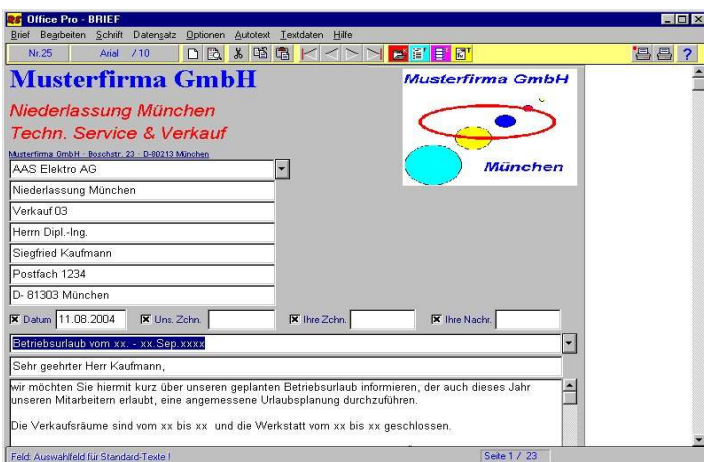 Office Pro - BRIEF
Brief Bearbeiten Schrift Datensatz Optionen Autotext Textdaten Hilfe
Nr.25 Arial / 10
Musterfirma GmbH
Niederlassung München
Techn. Service & Verkauf
Musterfirma GmbH
München
Musterfirma GmbH - Boschstr. 23 - D-80213 München
AAS Elektro AG
Niederlassung München
Verkauf 03
Herrn Dipl.-Ing.
Siegfried Kaufmann
Postfach 1234
D- 81303 München
Datum 11.08.2004 Uns. Zchn. Ihre Zchn. Ihre Nachr.
Betriebsurlaub vom xx. - xx.Sep.xxxx
Sehr geehrter Herr Kaufmann,
wir möchten Sie hiermit kurz über unseren geplanten Betriebsurlaub informieren, der auch dieses Jahr
unseren Mitarbeitern erlaubt, eine angemessene Urlaubsplanung durchzuführen.
Die Verkaufsräume sind vom xx bis xx und die Werkstatt vom xx bis xx geschlossen.
Feld: Auswahlfeld für Standard-Texte ! Seite 1 / 23